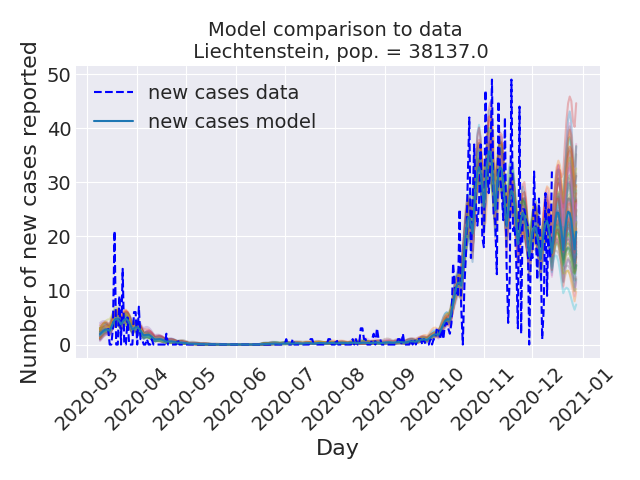 Model comparison to data
Liechtenstein, pop. = 38137.0
Number of new cases reported
50
40
30
20
10
0
new cases data
new cases model
2020-03
2020-04
2020-05
2020-06
2020-07
2020-08
2020-09
2020-10
2020-11
2020-12
2021-01
Day